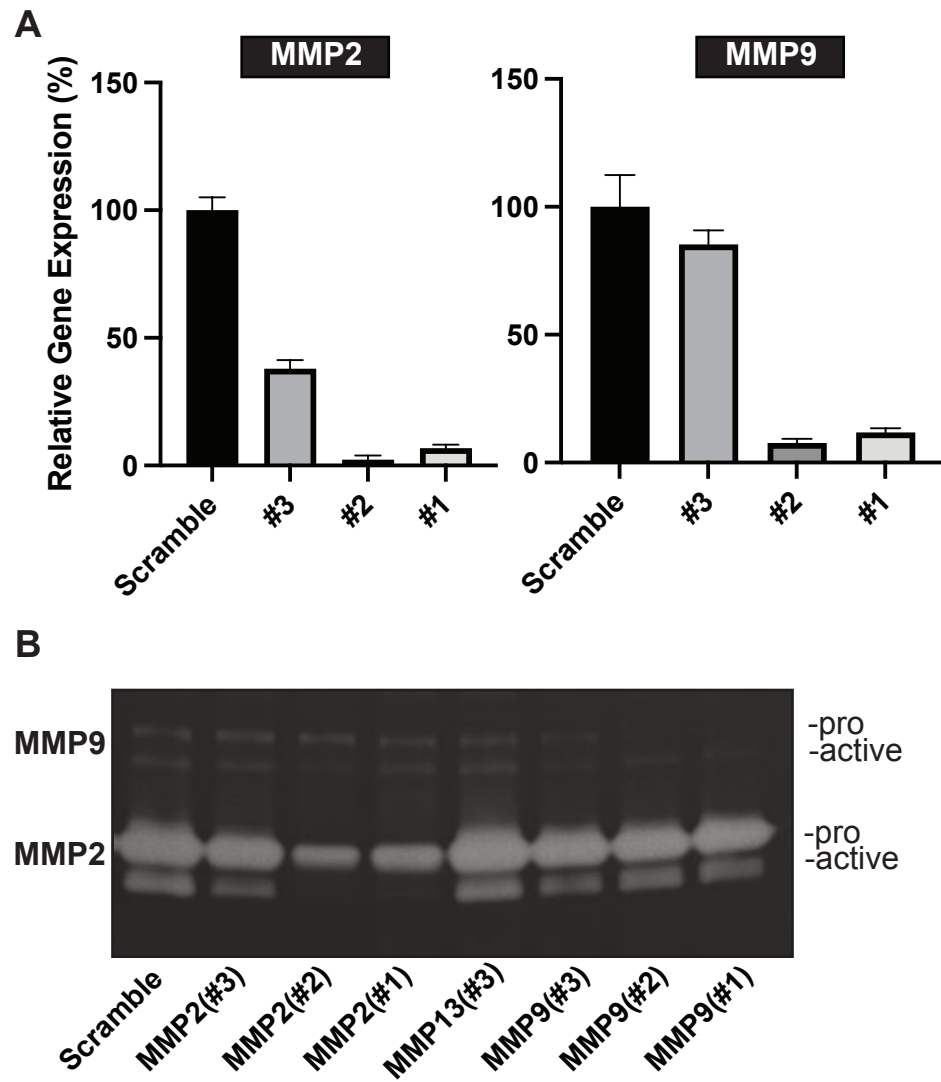 A
MMP2
MMP9
Relative Gene Expression (%)
150
100
50
0
Scramble
#3
#2
#1
150
100
50
0
Scramble
#3
#2
#1
B
MMP9
-pro
-active
MMP2
-pro
-active
Scramble
MMP2(#3)
MMP2(#2)
MMP2(#1)
MMP13(#3)
MMP9(#3)
MMP9(#2)
MMP9(#1)